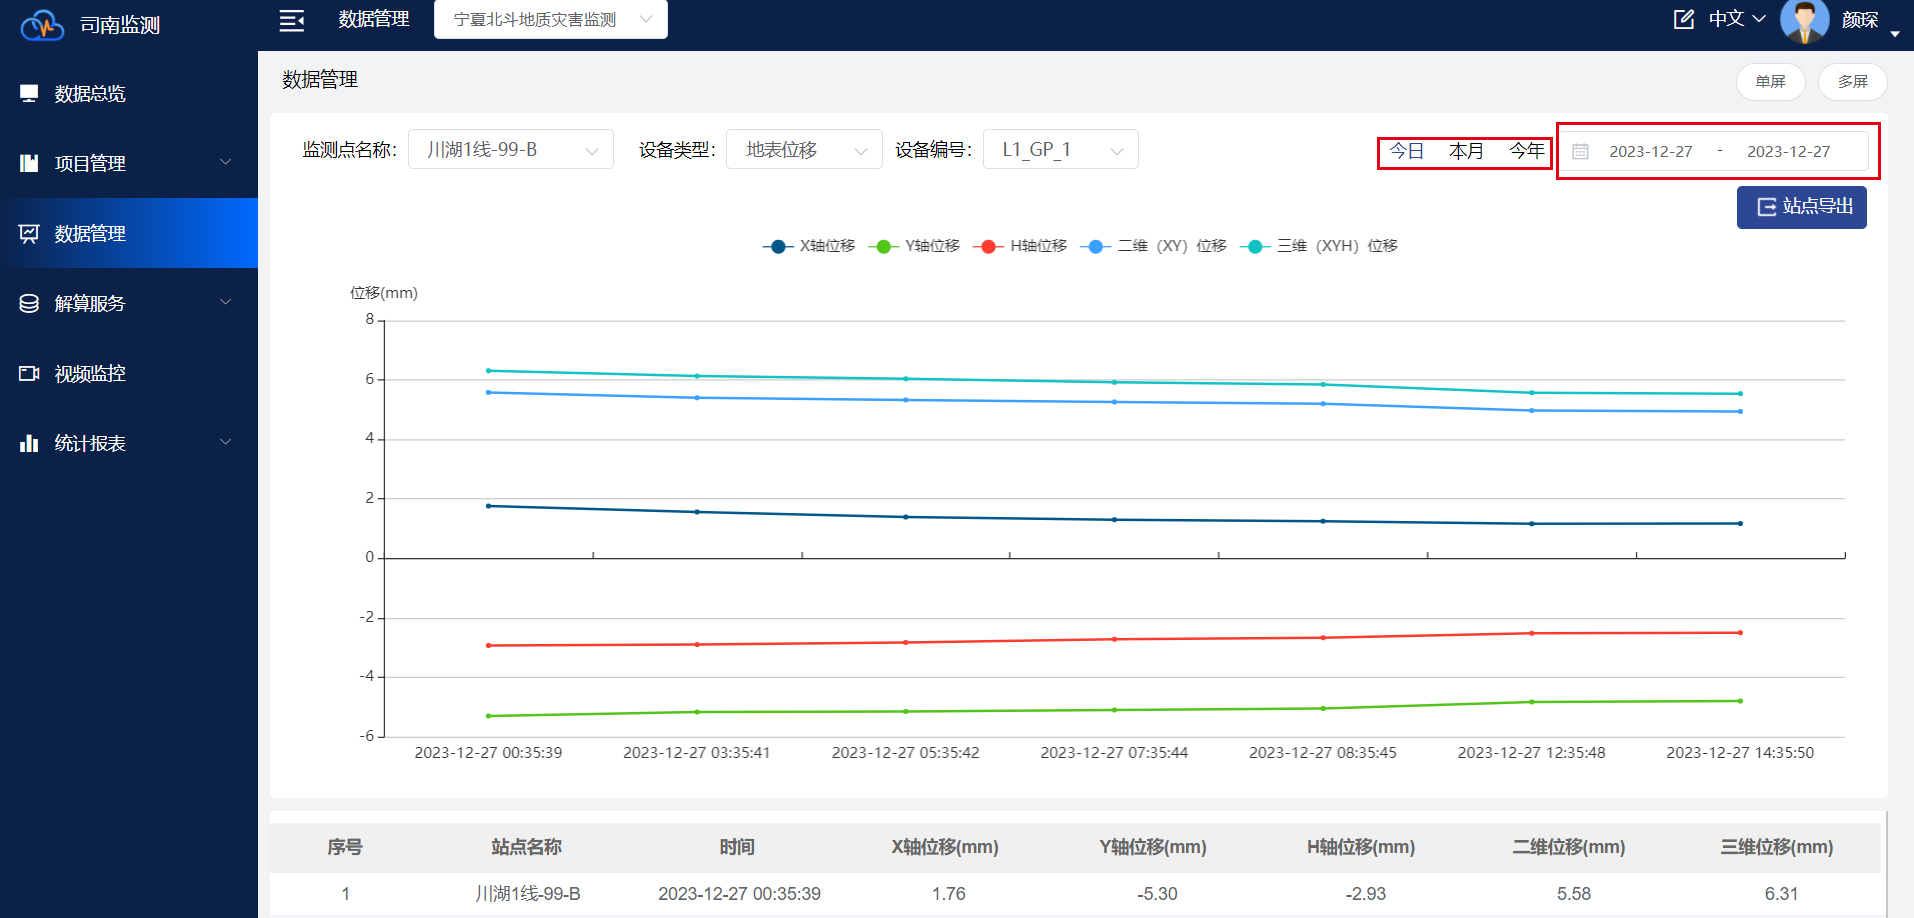 司南监测
数据管理
宁夏北斗地质灾害监测
中文
颜琛
数据总览
项目管理
数据管理
解算服务
视频监控
统计报表
数据管理
单屏
多屏
监测点名称:
川湖1线-99-B
设备类型:
地表位移
设备编号:
L1_GP_1
今日
本月
今年
2023-12-27 - 2023-12-27
站点导出
X轴位移
Y轴位移
H轴位移
二维（XY）位移
三维（XYH）位移
位移(mm)
8
6
4
2
0
-2
-4
-6
2023-12-27 00:35:39
2023-12-27 03:35:41
2023-12-27 05:35:42
2023-12-27 07:35:44
2023-12-27 08:35:45
2023-12-27 12:35:48
2023-12-27 14:35:50
序号 站点名称 时间 X轴位移(mm) Y轴位移(mm) H轴位移(mm) 二维位移(mm) 三维位移(mm)
1 川湖1线-99-B 2023-12-27 00:35:39 1.76 -5.30 -2.93 5.58 6.31